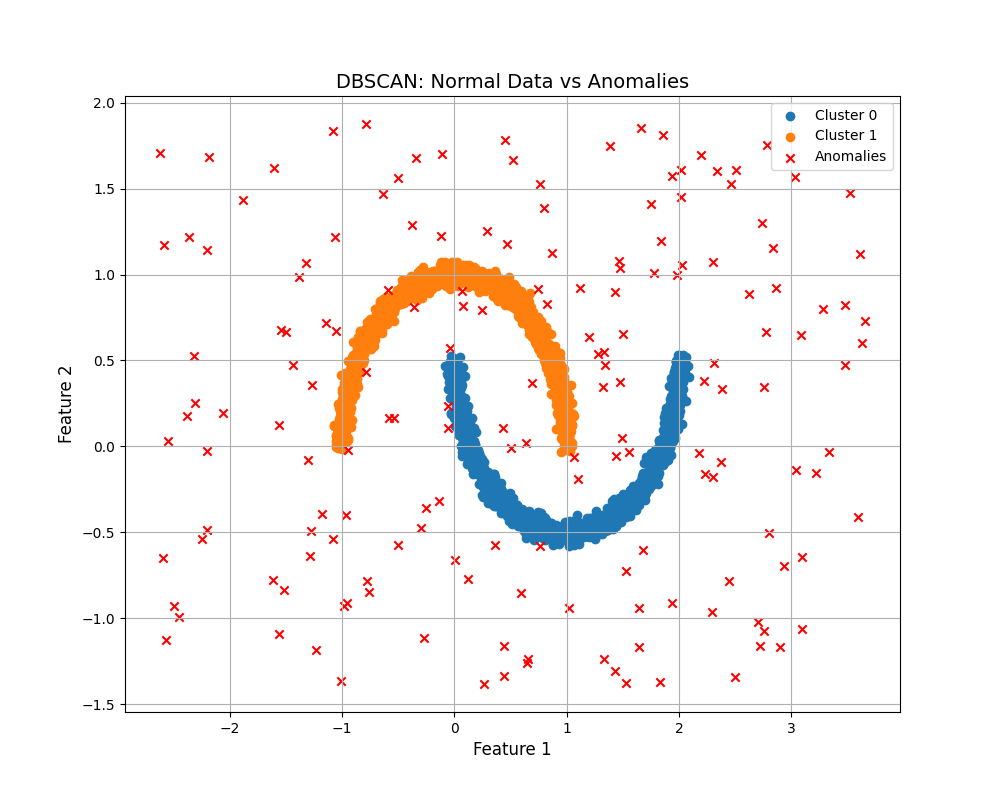 DBSCAN: Normal Data vs Anomalies
Cluster 0
Cluster 1
Anomalies
2.0
1.5
1.0
0.5
0.0
−0.5
−1.0
−1.5
Feature 2
−2
−1
0
1
2
3
Feature 1